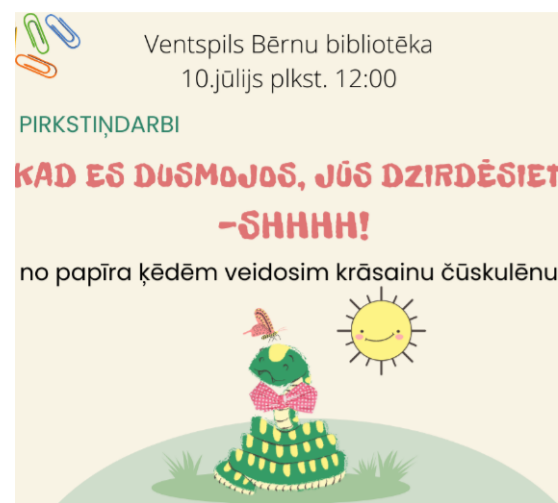 Ventspils Bērnu bibliotēka
10.jūlijs plkst. 12:00
PIRKSTIŅDARBI
KAD ES DUSMOJOS, JŪS DZIRDĒSIET
-SHHHH!
no papīra ķēdēm veidosim krāsainu čūskulēnu